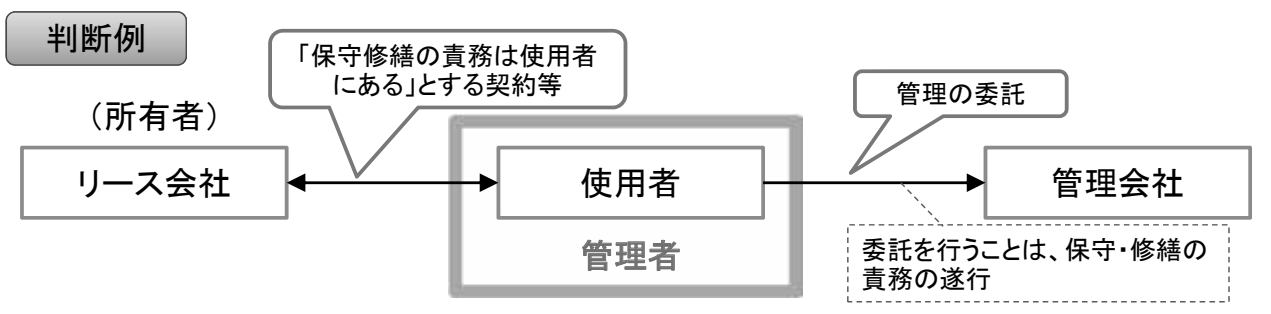 判断例
「保守修繕の責務は使用者
にある」とする契約等
管理の委託
（所有者）
リース会社
使用者
管理会社
管理者
委託を行うことは、保守・修繕の
責務の遂行